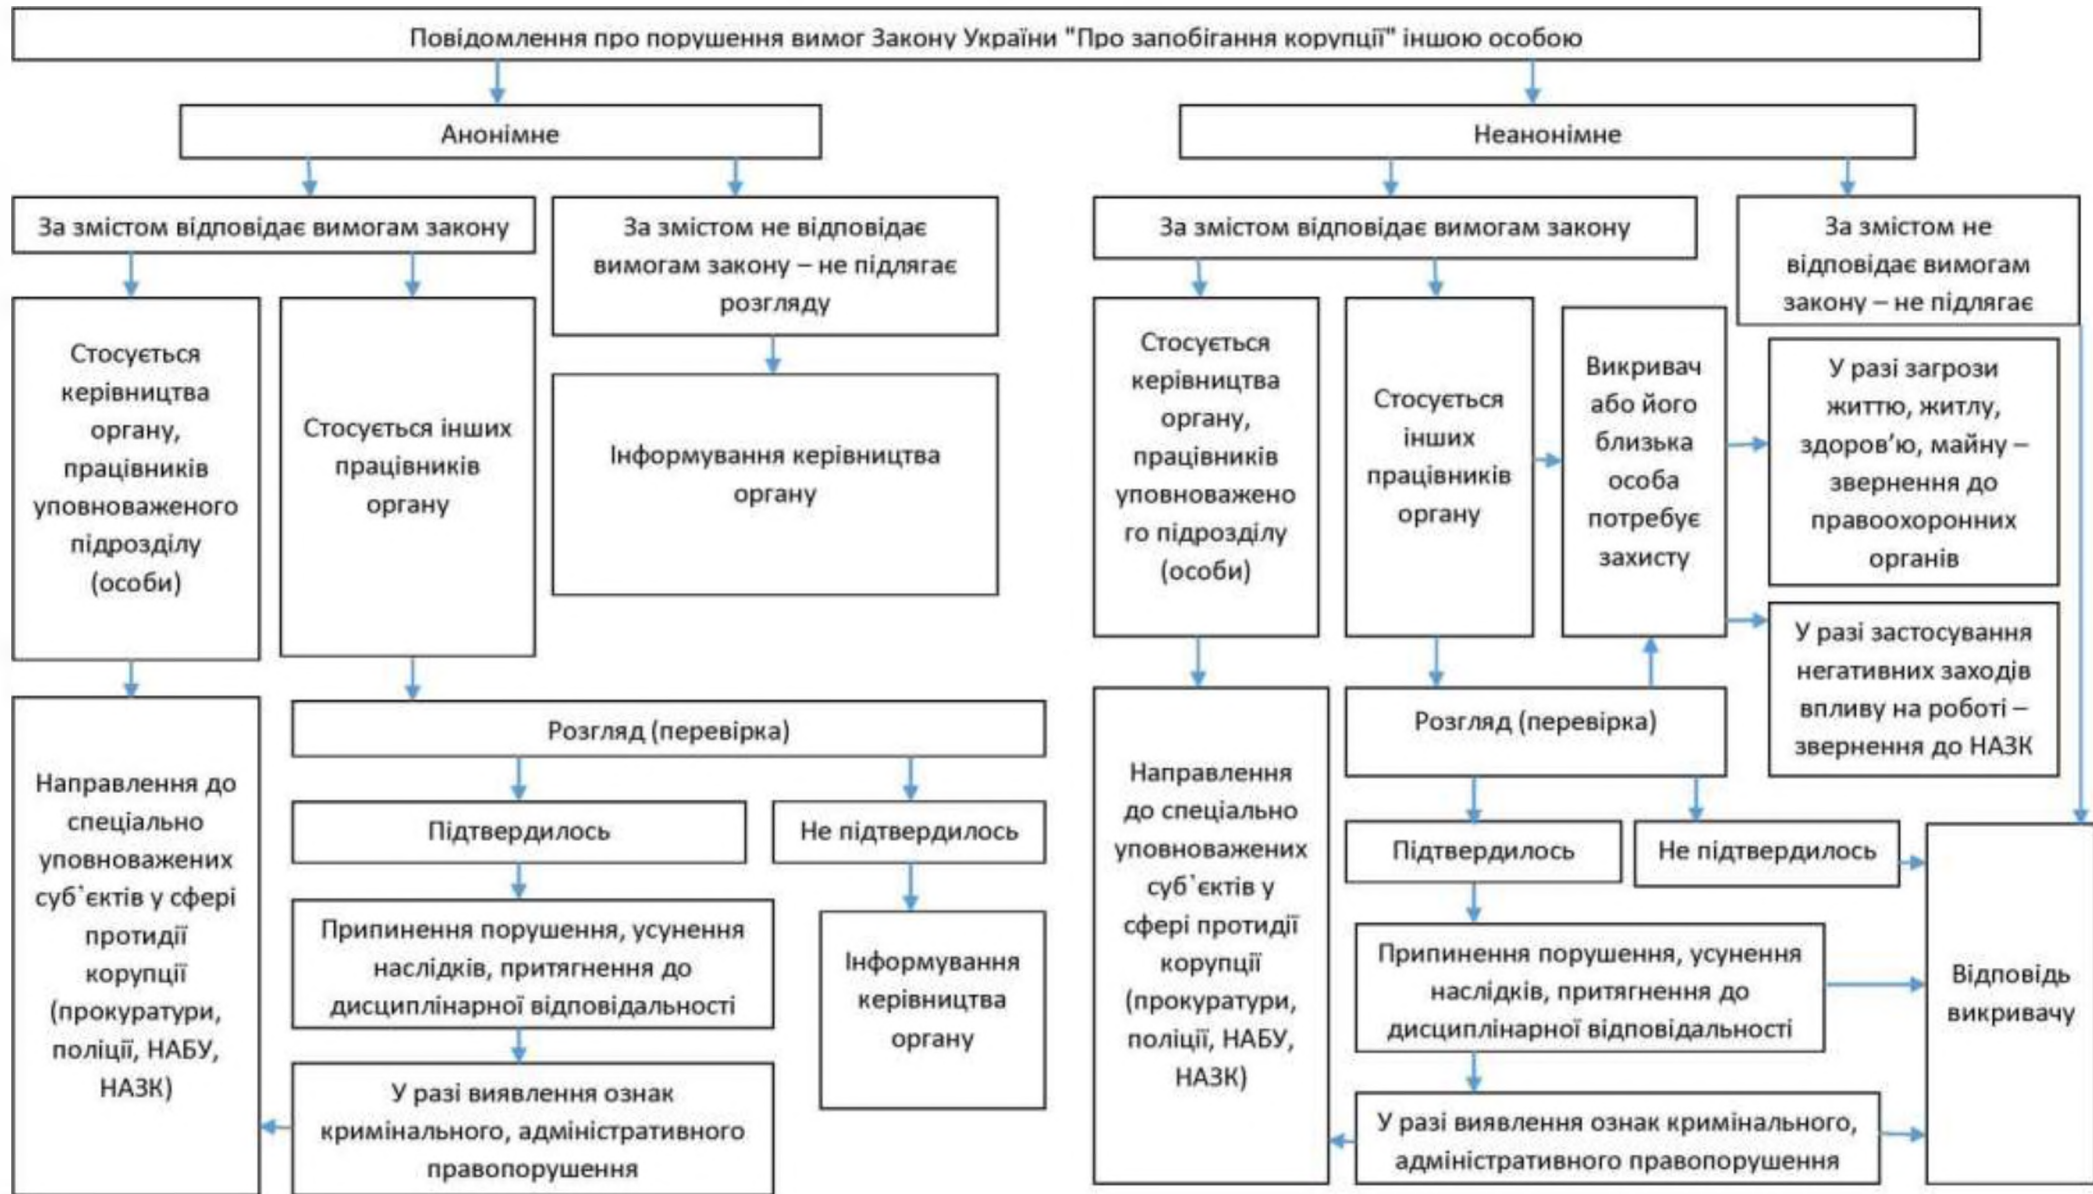 Повідомлення про порушення вимог Закону України "Про запобігання корупції" іншою особою
Анонімне
Неанонімне
За змістом відповідає вимогам закону
За змістом не відповідає
вимогам закону – не підлягає
розгляду
За змістом відповідає вимогам закону
За змістом не
відповідає вимогам
закону – не підлягає
Стосується
керівництва
органу,
працівників
уповноваженого
підрозділу
(особи)
Стосується інших
працівників
органу
Інформування керівництва
органу
Стосується
керівництва
органу,
працівників
уповноважено
го підрозділу
(особи)
Стосується
інших
працівників
органу
Викривач
або його
близька
особа
потребує
захисту
У разі загрози
життю, житлу,
здоров’ю, майну –
звернення до
правоохоронних
органів
У разі застосування
негативних заходів
впливу на роботі –
звернення до НАЗК
Направлення до
спеціально
уповноважених
суб`єктів у сфері
протидії
корупції
(прокуратури,
поліції, НАБУ,
НАЗК)
Розгляд (перевірка)
Підтвердилось
Не підтвердилось
Припинення порушення, усунення
наслідків, притягнення до
дисциплінарної відповідальності
Інформування
керівництва
органу
У разі виявлення ознак
кримінального, адміністративного
правопорушення
Направлення
до спеціально
уповноважених
суб`єктів у
сфері протидії
корупції
(прокуратури,
поліції, НАБУ,
НАЗК)
Розгляд (перевірка)
Підтвердилось
Не підтвердилось
Припинення порушення, усунення
наслідків, притягнення до
дисциплінарної відповідальності
У разі виявлення ознак кримінального,
адміністративного правопорушення
Відповідь
викривачу